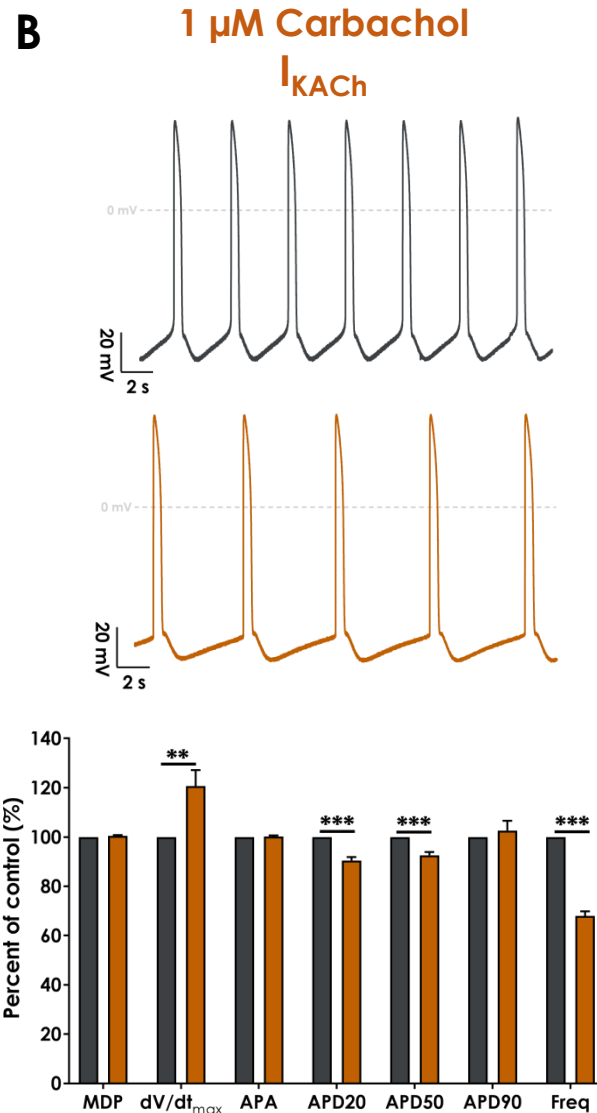 B
1 µM Carbachol
IKACh
0 mV
20 mV
2 s
0 mV
20 mV
2 s
Percent of control (%)
140
120
100
80
60
40
20
0
**
***
***
***
MDP dV/dtmax APA APD20 APD50 APD90 Freq